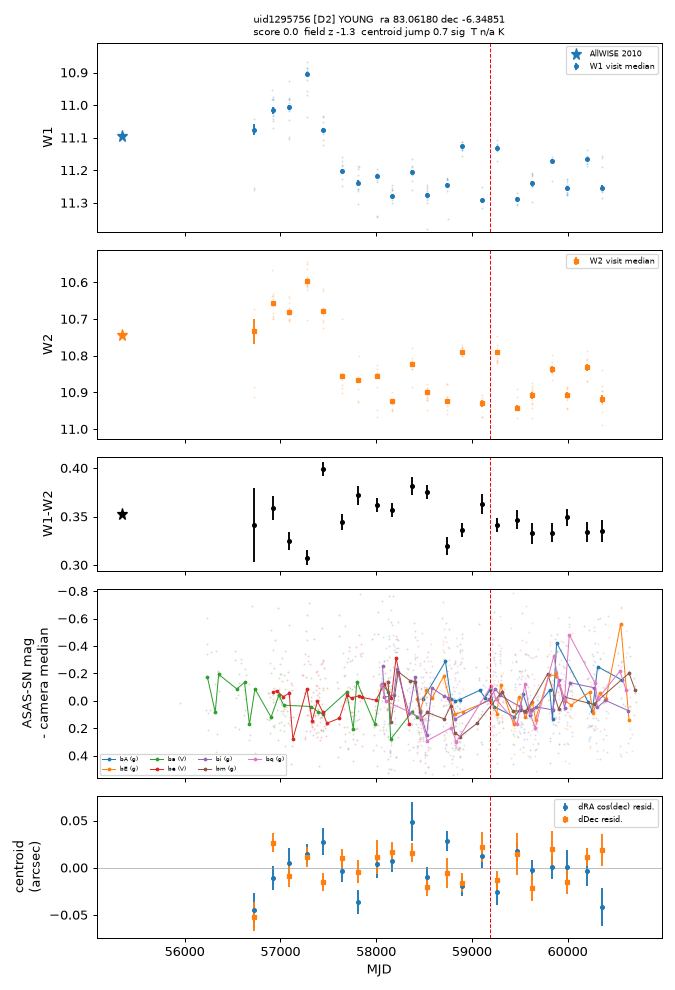 uid1295756 [D2] YOUNG ra 83.06180 dec -6.34851
score 0.0 field z -1.3 centroid jump 0.7 sig T n/a K
AllWISE 2010
W1 visit median
10.9
11.0
11.1
11.2
11.3
W1
W2 visit median
10.6
10.7
10.8
10.9
11.0
W2
0.40
0.35
0.30
W1-W2
−0.8
−0.6
−0.4
−0.2
0.0
0.2
0.4
ASAS-SN mag
- camera median
bA (g)
bE (g)
ba (V)
be (V)
bi (g)
bm (g)
bq (g)
dRA cos(dec) resid.
dDec resid.
0.05
0.00
−0.05
centroid
(arcsec)
56000
57000
58000
59000
60000
MJD